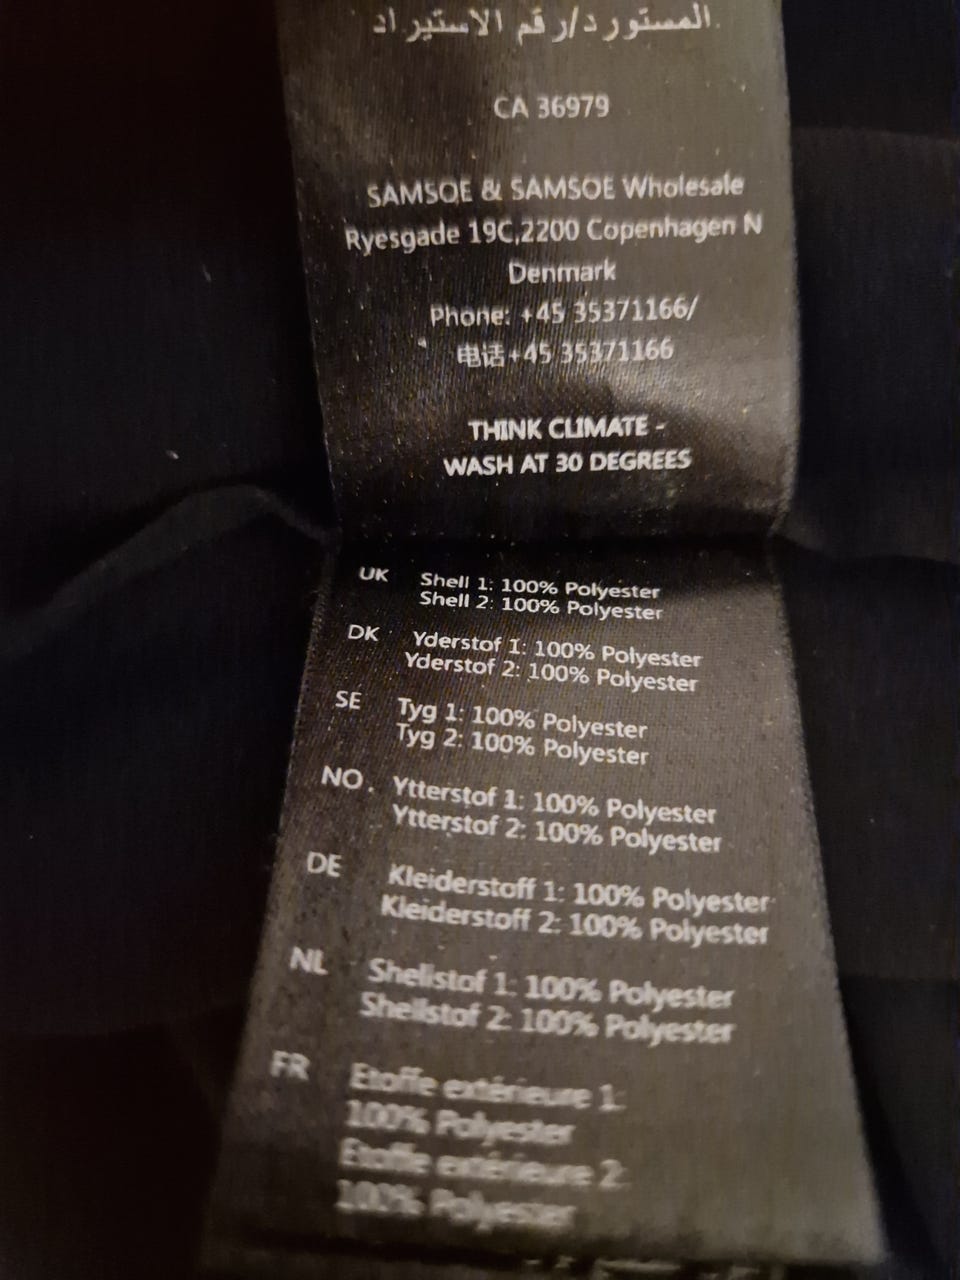 المستورد/رقم الاستيراد.
CA 36979
SAMSOE & SAMSOE Wholesale
Ryesgade 19C,2200 Copenhagen N
Denmark
Phone: +45 35371166/
电话+45 35371166
THINK CLIMATE -
WASH AT 30 DEGREES
UK Shell 1: 100% Polyester
Shell 2: 100% Polyester
DK Yderstof 1: 100% Polyester
Yderstof 2: 100% Polyester
SE Tyg 1: 100% Polyester
Tyg 2: 100% Polyester
NO Ytterstof 1: 100% Polyester
Ytterstof 2: 100% Polyester
DE Kleiderstoff 1: 100% Polyester
Kleiderstoff 2: 100% Polyester
NL Shellstof 1: 100% Polyester
Shellstof 2: 100% Polyester
FR Etoffe extérieure 1:
100% Polyester
Etoffe extérieure 2:
100% Polyester